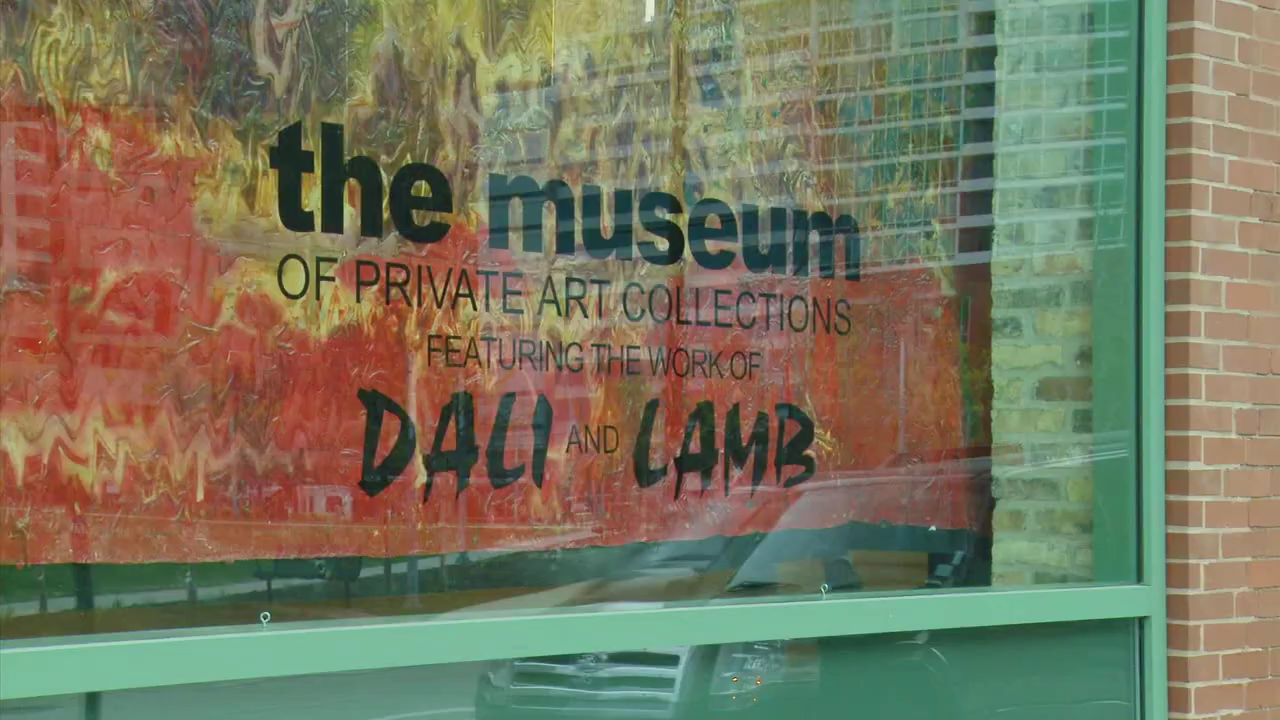 the museum
OF PRIVATE ART COLLECTIONS
FEATURING THE WORK OF
DALI AND LAMB